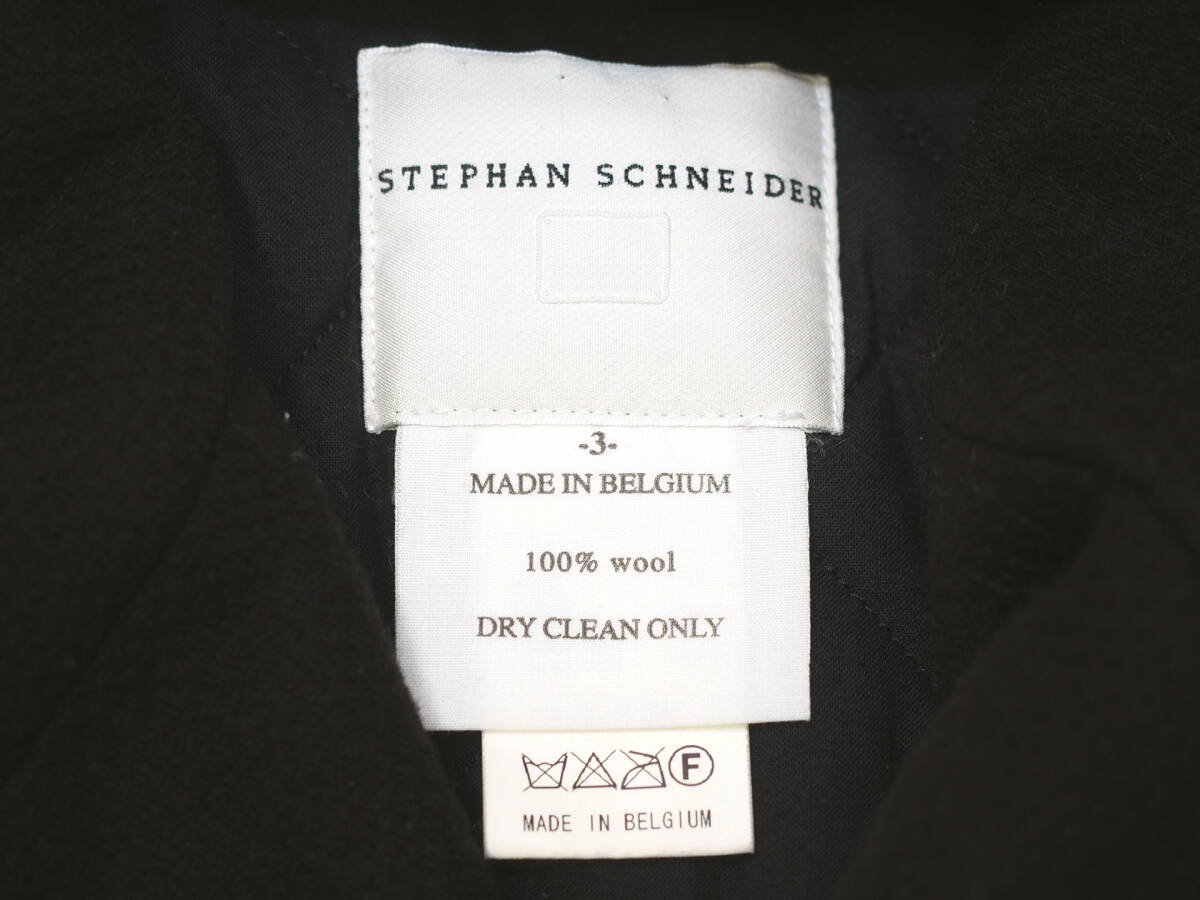 STEPHAN SCHNEIDER
-3-
MADE IN BELGIUM
100% wool
DRY CLEAN ONLY
F
MADE IN BELGIUM